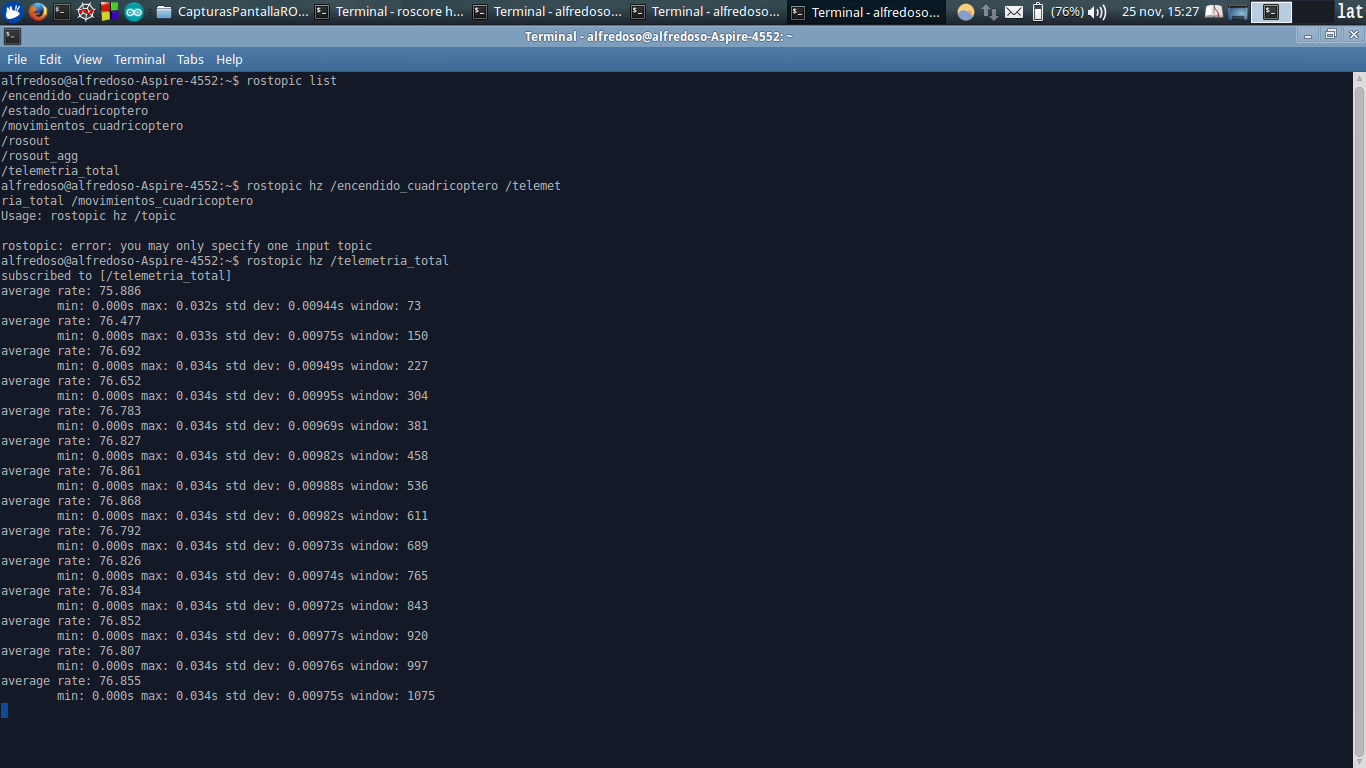 CapturasPantallaRO...
Terminal - roscore h...
Terminal - alfredoso...
Terminal - alfredoso...
Terminal - alfredoso...
(76%)
25 nov, 15:27
lat
Terminal - alfredoso@alfredoso-Aspire-4552: ~
File Edit View Terminal Tabs Help
alfredoso@alfredoso-Aspire-4552:~$ rostopic list
/encendido_cuadricoptero
/estado_cuadricoptero
/movimientos_cuadricoptero
/rosout
/rosout_agg
/telemetria_total
alfredoso@alfredoso-Aspire-4552:~$ rostopic hz /encendido_cuadricoptero /telemet
ria_total /movimientos_cuadricoptero
Usage: rostopic hz /topic
rostopic: error: you may only specify one input topic
alfredoso@alfredoso-Aspire-4552:~$ rostopic hz /telemetria_total
subscribed to [/telemetria_total]
average rate: 75.886
min: 0.000s max: 0.032s std dev: 0.00944s window: 73
average rate: 76.477
min: 0.000s max: 0.033s std dev: 0.00975s window: 150
average rate: 76.692
min: 0.000s max: 0.034s std dev: 0.00949s window: 227
average rate: 76.652
min: 0.000s max: 0.034s std dev: 0.00995s window: 304
average rate: 76.783
min: 0.000s max: 0.034s std dev: 0.00969s window: 381
average rate: 76.827
min: 0.000s max: 0.034s std dev: 0.00982s window: 458
average rate: 76.861
min: 0.000s max: 0.034s std dev: 0.00988s window: 536
average rate: 76.868
min: 0.000s max: 0.034s std dev: 0.00982s window: 611
average rate: 76.792
min: 0.000s max: 0.034s std dev: 0.00973s window: 689
average rate: 76.826
min: 0.000s max: 0.034s std dev: 0.00974s window: 765
average rate: 76.834
min: 0.000s max: 0.034s std dev: 0.00972s window: 843
average rate: 76.852
min: 0.000s max: 0.034s std dev: 0.00977s window: 920
average rate: 76.807
min: 0.000s max: 0.034s std dev: 0.00976s window: 997
average rate: 76.855
min: 0.000s max: 0.034s std dev: 0.00975s window: 1075